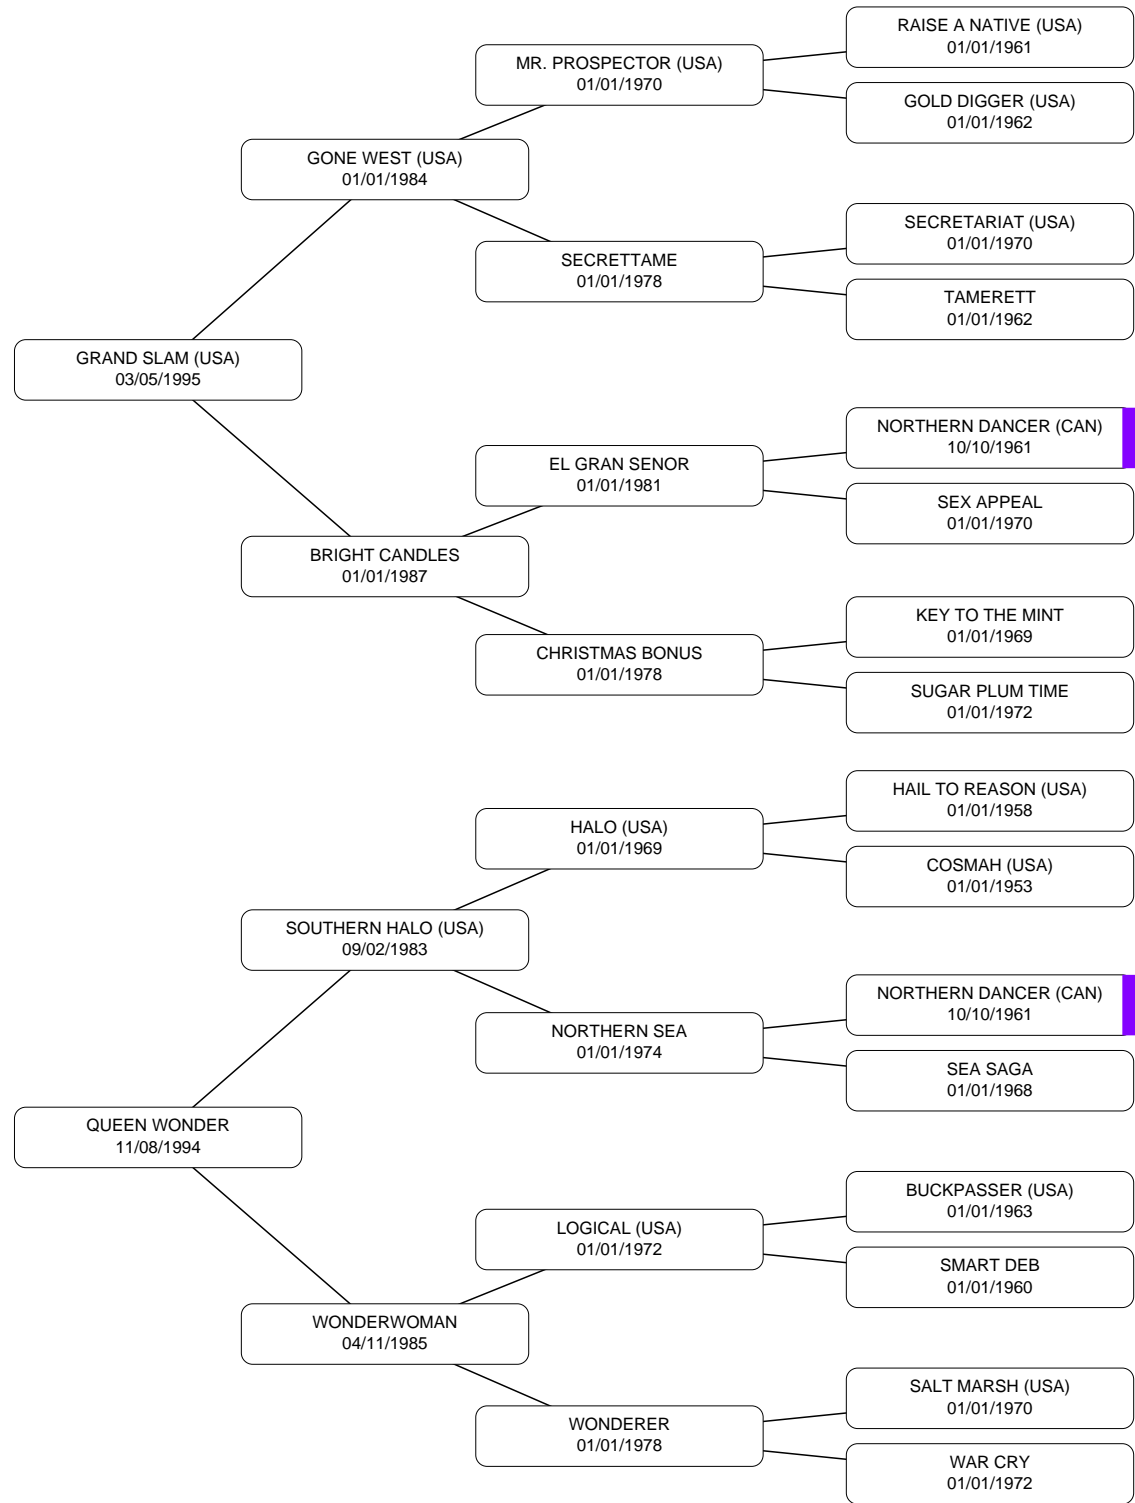 RAISE A NATIVE (USA)
01/01/1961
MR. PROSPECTOR (USA)
01/01/1970
GOLD DIGGER (USA)
01/01/1962
GONE WEST (USA)
01/01/1984
SECRETARIAT (USA)
01/01/1970
SECRETTAME
01/01/1978
TAMERETT
01/01/1962
GRAND SLAM (USA)
03/05/1995
NORTHERN DANCER (CAN)
10/10/1961
EL GRAN SENOR
01/01/1981
SEX APPEAL
01/01/1970
BRIGHT CANDLES
01/01/1987
KEY TO THE MINT
01/01/1969
CHRISTMAS BONUS
01/01/1978
SUGAR PLUM TIME
01/01/1972
HAIL TO REASON (USA)
01/01/1958
HALO (USA)
01/01/1969
COSMAH (USA)
01/01/1953
SOUTHERN HALO (USA)
09/02/1983
NORTHERN DANCER (CAN)
10/10/1961
NORTHERN SEA
01/01/1974
SEA SAGA
01/01/1968
QUEEN WONDER
11/08/1994
BUCKPASSER (USA)
01/01/1963
LOGICAL (USA)
01/01/1972
SMART DEB
01/01/1960
WONDERWOMAN
04/11/1985
SALT MARSH (USA)
01/01/1970
WONDERER
01/01/1978
WAR CRY
01/01/1972